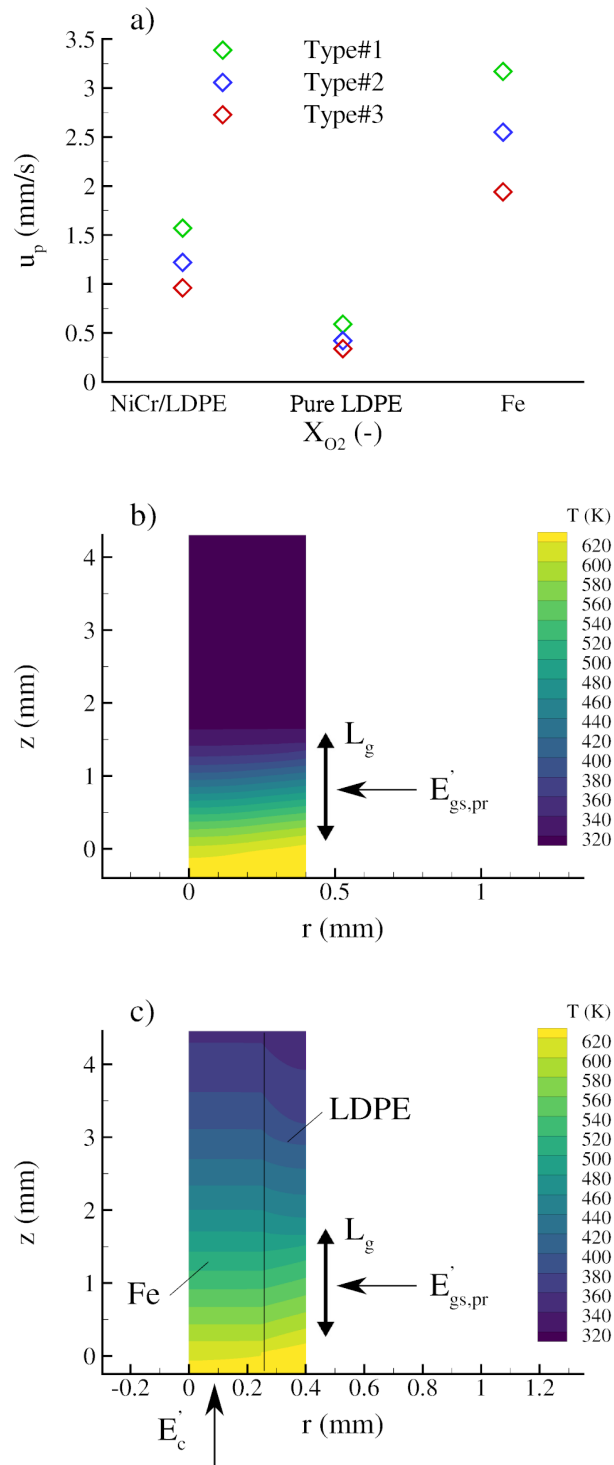 a)
3.5
3
2.5
2
1.5
1
0.5
0
u_p (mm/s)
Type#1
Type#2
Type#3
NiCr/LDPE Pure LDPE Fe
X_O2 (-)
b)
T (K)
620
600
580
560
540
520
500
480
460
440
420
400
380
360
340
320
4
3
2
1
0
z (mm)
L_g
E'_gs,pr
0 0.5 1
r (mm)
c)
T (K)
620
600
580
560
540
520
500
480
460
440
420
400
380
360
340
320
4
3
2
1
0
z (mm)
LDPE
L_g
Fe
E'_gs,pr
-0.2 0 0.2 0.4 0.6 0.8 1 1.2
r (mm)
E'_c